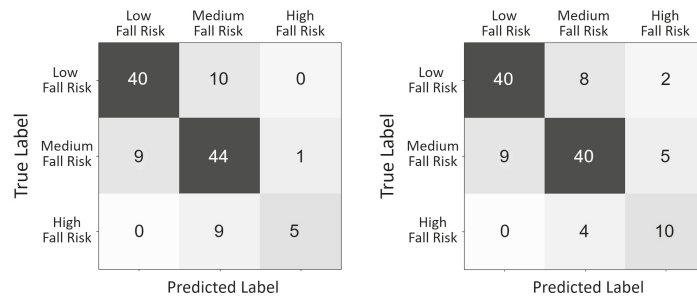 Low Fall Risk
Medium Fall Risk
High Fall Risk
Low Fall Risk
Medium Fall Risk
High Fall Risk
True Label
Low Fall Risk
40 10 0
Medium Fall Risk
9 44 1
High Fall Risk
0 9 5
Predicted Label
True Label
Low Fall Risk
40 8 2
Medium Fall Risk
9 40 5
High Fall Risk
0 4 10
Predicted Label